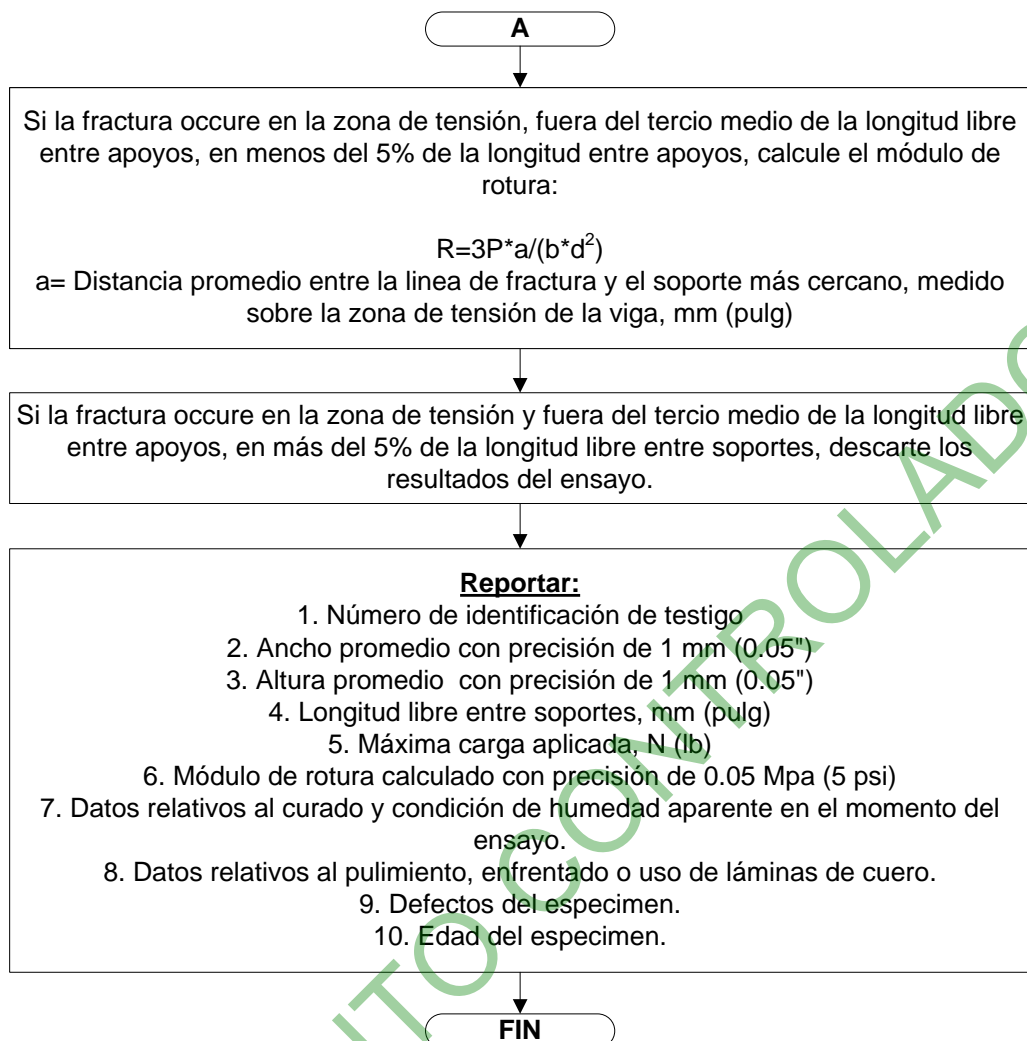 A
Si la fractura occure en la zona de tensión, fuera del tercio medio de la longitud libre
entre apoyos, en menos del 5% de la longitud entre apoyos, calcule el módulo de
rotura:
R=3P*a/(b*d²)
a= Distancia promedio entre la linea de fractura y el soporte más cercano, medido
sobre la zona de tensión de la viga, mm (pulg)
Si la fractura occure en la zona de tensión y fuera del tercio medio de la longitud libre
entre apoyos, en más del 5% de la longitud libre entre soportes, descarte los
resultados del ensayo.
Reportar:
1. Número de identificación de testigo
2. Ancho promedio con precisión de 1 mm (0.05")
3. Altura promedio  con precisión de 1 mm (0.05")
4. Longitud libre entre soportes, mm (pulg)
5. Máxima carga aplicada, N (lb)
6. Módulo de rotura calculado con precisión de 0.05 Mpa (5 psi)
7. Datos relativos al curado y condición de humedad aparente en el momento del
ensayo.
8. Datos relativos al pulimiento, enfrentado o uso de láminas de cuero.
9. Defectos del especimen.
10. Edad del especimen.
FIN
NTO CONTROLADO